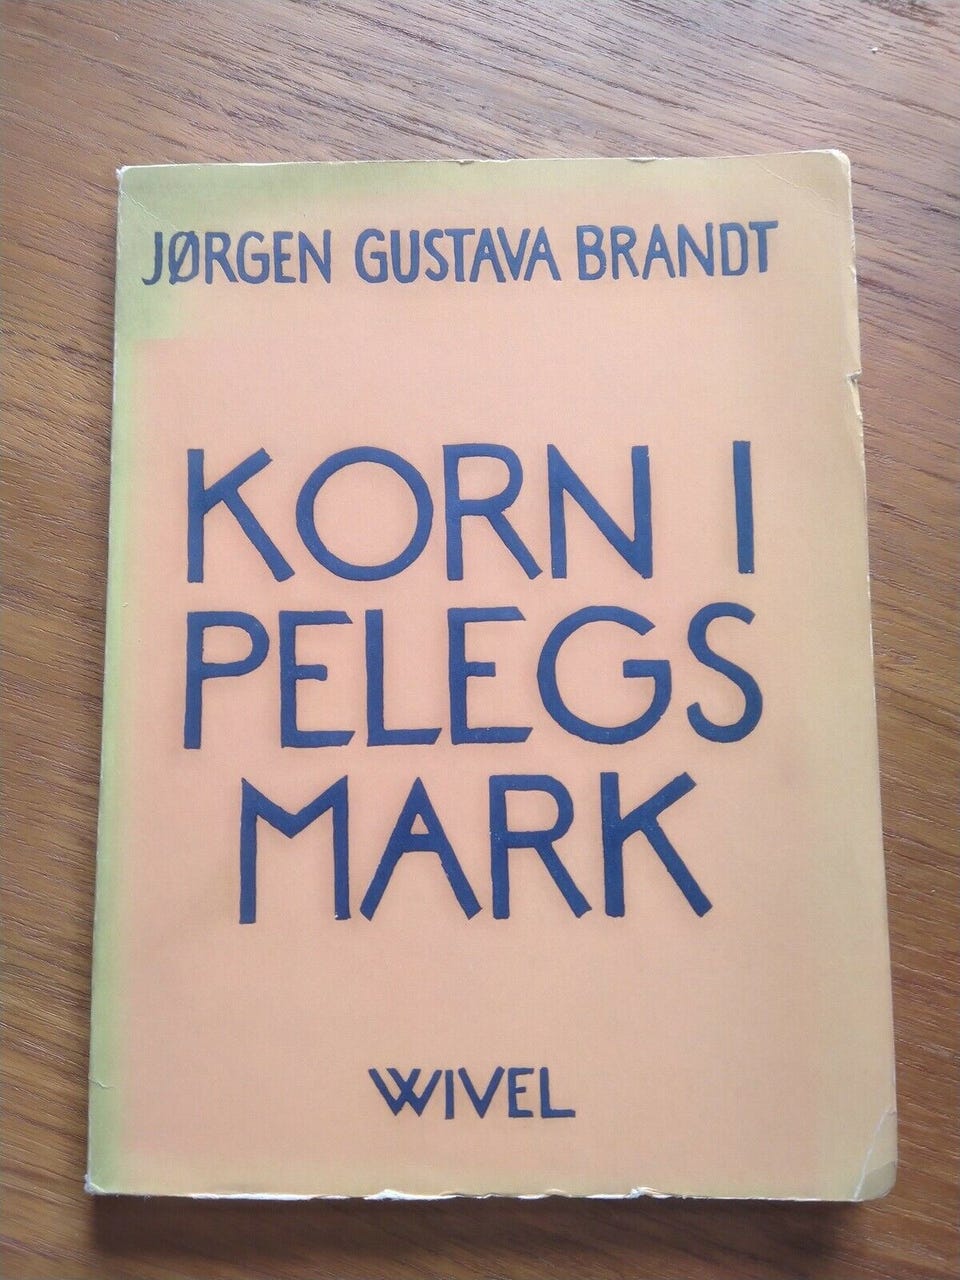 JØRGEN GUSTAVA BRANDT
KORN I
PELEGS
MARK
WIVEL